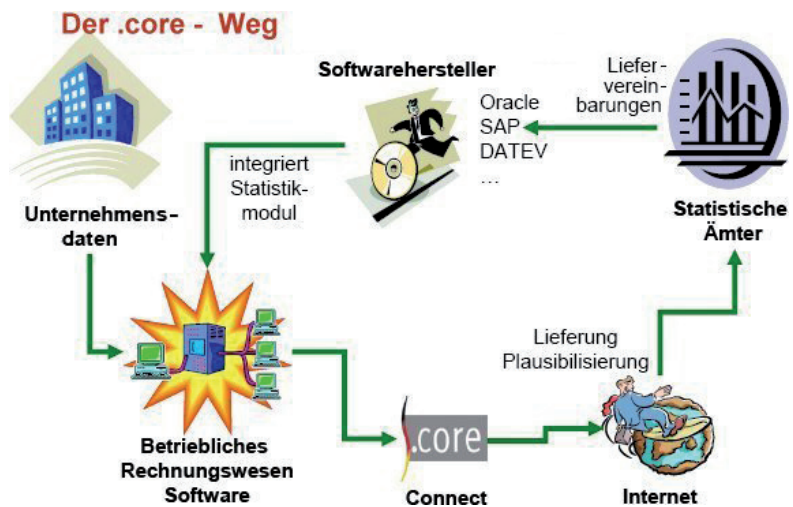 Der .core - Weg
Softwarehersteller
Liefer-
verein-
barungen
Oracle
SAP
DATEV
...
integriert
Statistik-
modul
Unternehmens-
daten
Statistische
Ämter
Lieferung
Plausibilisierung
.core
Betriebliches
Rechnungswesen
Software
Connect
Internet